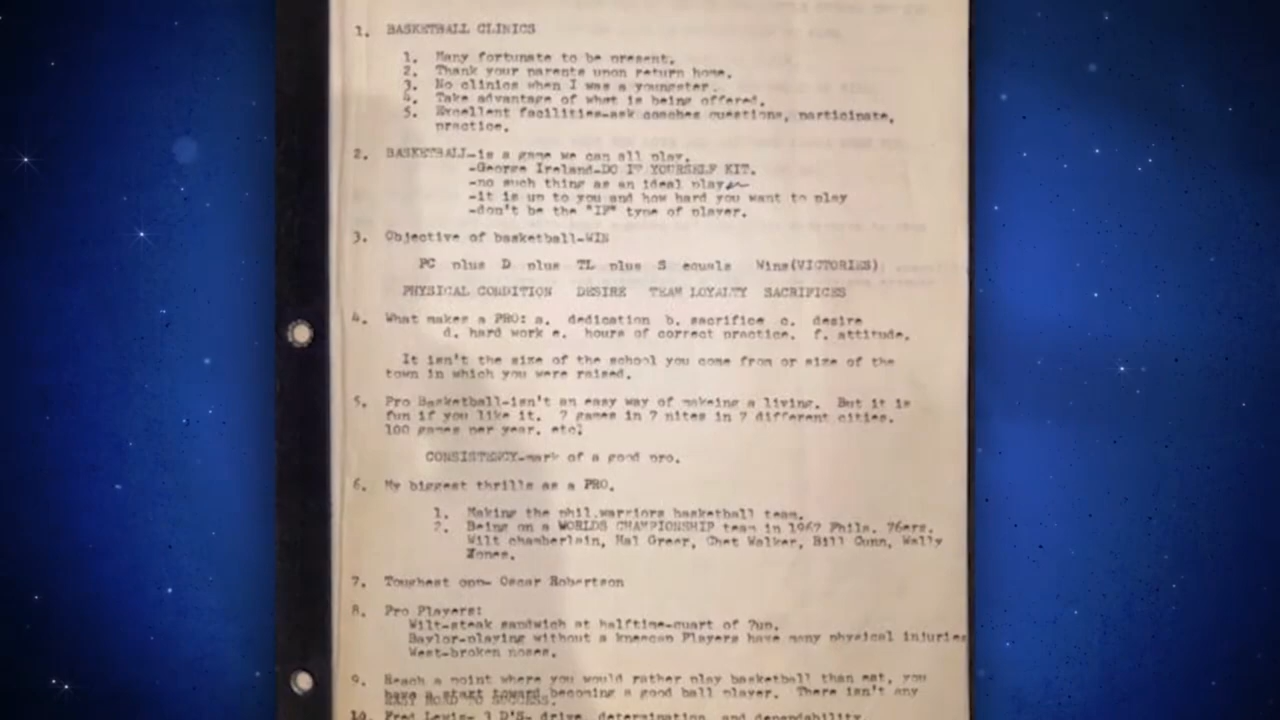 1. BASKETBALL CLINICS
1. Many fortunate to be present.
2. Thank your parents upon return home.
3. No clinics when I was a youngster.
4. Take advantage of what is being offered.
5. Excellent facilities-ask coaches questions, participate,
practice.
2. BASKETBALL-is a game we can all play.
-George Ireland-DO IT YOURSELF KIT.
-no such thing as an ideal play
-it is up to you and how hard you want to play
-don't be the "IF" type of player.
3. Objective of basketball-WIN
PC plus D plus TL plus S equals Wins(VICTORIES)
PHYSICAL CONDITION DESIRE TEAM LOYALTY SACRIFICES
4. What makes a PRO: a. dedication b. sacrifice c. desire
d. hard work e. hours of correct practice. f. attitude.
It isn't the size of the school you come from or size of the
town in which you were raised.
5. Pro Basketball-isn't an easy way of makeing a living. But it is
fun if you like it. 7 games in 7 nites in 7 different cities.
100 games per year. etc.
CONSISTENCY-mark of a good pro.
6. My biggest thrills as a PRO.
1. Making the phil.warriors basketball team.
2. Being on a WORLDS CHAMPIONSHIP team in 1967 Phila. 76ers.
Wilt chamberlain, Hal Greer, Chet Walker, Bill Cunn, Wally
Jones.
7. Toughest opp- Oscar Robertson
8. Pro Players:
Wilt-steak sandwich at halftime-quart of 7up.
Baylor-playing without a kneecap Players have many physical injuries
West-broken noses.
9. Reach a point where you would rather play basketball than eat, you
have a start toward becoming a good ball player. There isn't any
EASY ROAD TO SUCCESS.
10. Fred Lewis- 3 D'S- drive, determination, and dependability.